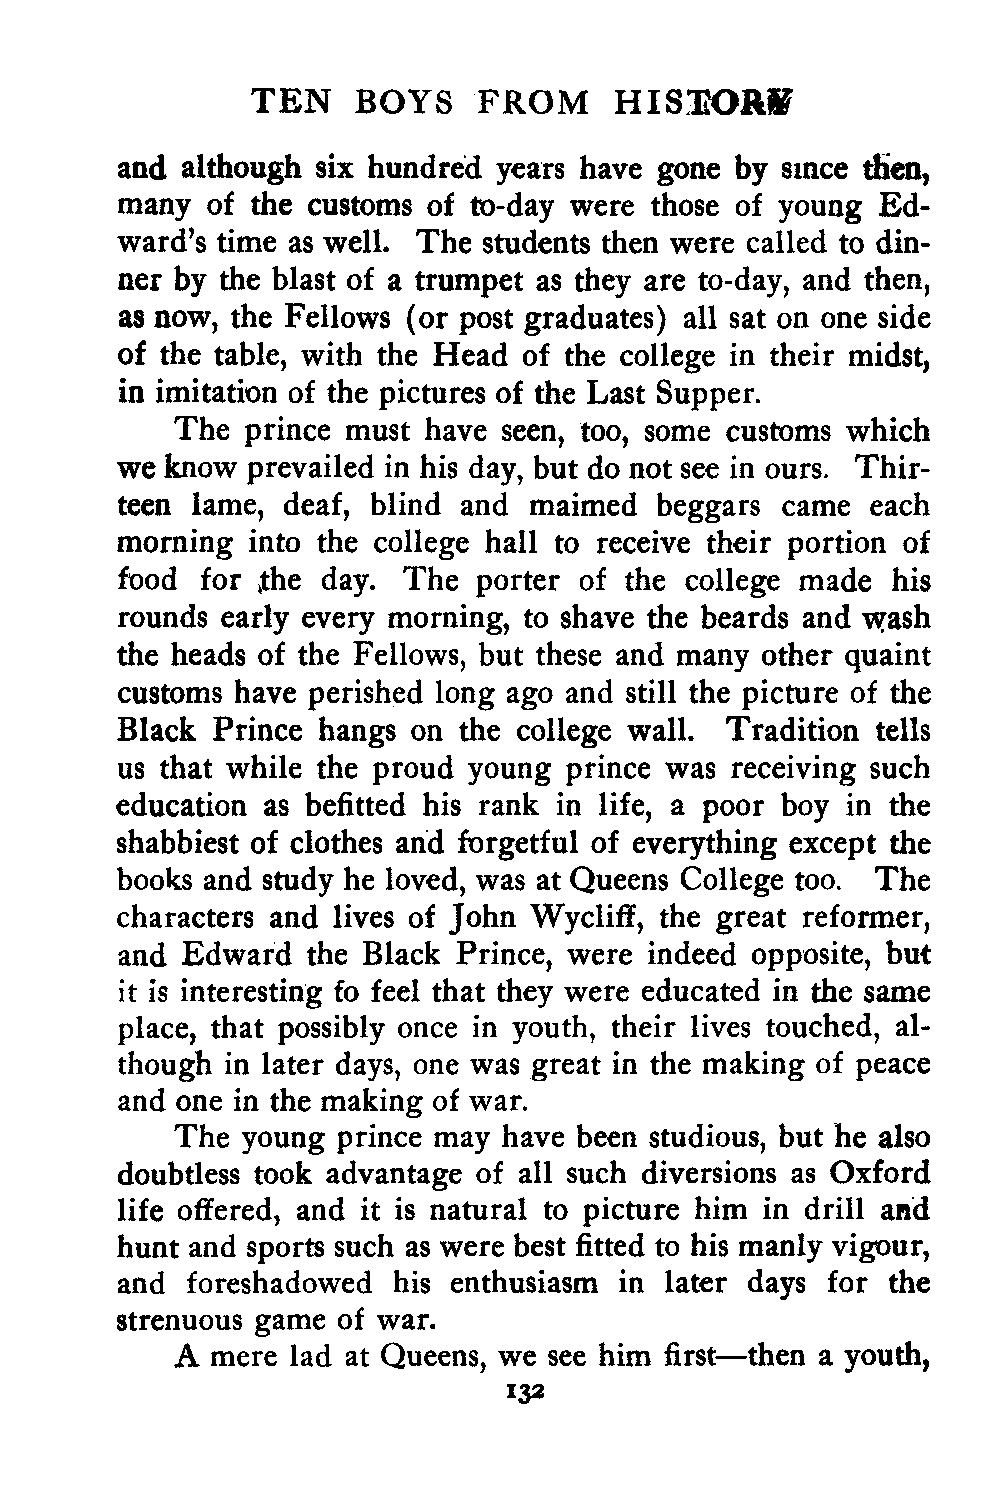 TEN BOYS FROM HISTORY
and although six hundred years have gone by since then,
many of the customs of to-day were those of young Ed-
ward's time as well. The students then were called to din-
ner by the blast of a trumpet as they are to-day, and then,
as now, the Fellows (or post graduates) all sat on one side
of the table, with the Head of the college in their midst,
in imitation of the pictures of the Last Supper.
The prince must have seen, too, some customs which
we know prevailed in his day, but do not see in ours. Thir-
teen lame, deaf, blind and maimed beggars came each
morning into the college hall to receive their portion of
food for the day. The porter of the college made his
rounds early every morning, to shave the beards and wash
the heads of the Fellows, but these and many other quaint
customs have perished long ago and still the picture of the
Black Prince hangs on the college wall. Tradition tells
us that while the proud young prince was receiving such
education as befitted his rank in life, a poor boy in the
shabbiest of clothes and forgetful of everything except the
books and study he loved, was at Queens College too. The
characters and lives of John Wycliff, the great reformer,
and Edward the Black Prince, were indeed opposite, but
it is interesting to feel that they were educated in the same
place, that possibly once in youth, their lives touched, al-
though in later days, one was great in the making of peace
and one in the making of war.
The young prince may have been studious, but he also
doubtless took advantage of all such diversions as Oxford
life offered, and it is natural to picture him in drill and
hunt and sports such as were best fitted to his manly vigour,
and foreshadowed his enthusiasm in later days for the
strenuous game of war.
A mere lad at Queens, we see him first—then a youth,
132